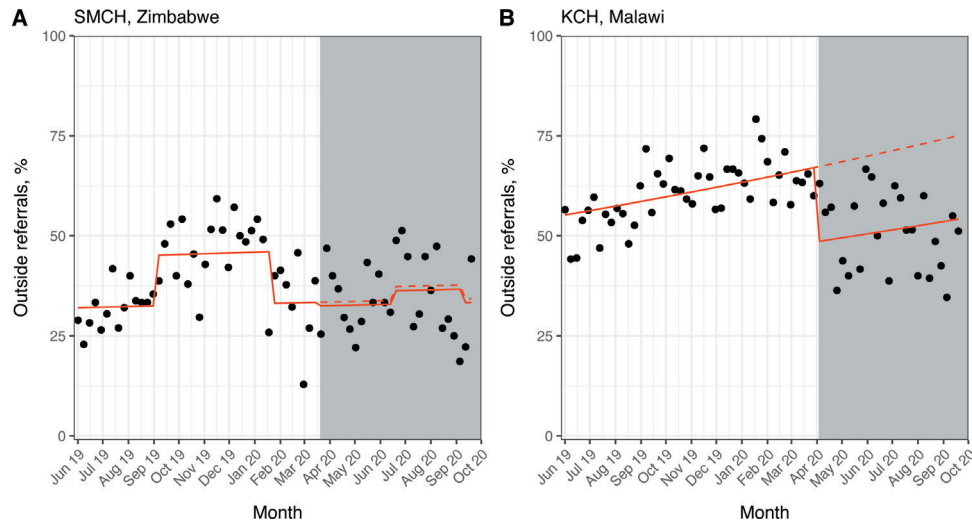 A SMCH, Zimbabwe
Outside referrals, %
100
75
50
25
0
Jun 19
Jul 19
Aug 19
Sep 19
Oct 19
Nov 19
Dec 19
Jan 20
Feb 20
Mar 20
Apr 20
May 20
Jun 20
Jul 20
Aug 20
Sep 20
Oct 20
Month
B KCH, Malawi
Outside referrals, %
100
75
50
25
0
Jun 19
Jul 19
Aug 19
Sep 19
Oct 19
Nov 19
Dec 19
Jan 20
Feb 20
Mar 20
Apr 20
May 20
Jun 20
Jul 20
Aug 20
Sep 20
Oct 20
Month